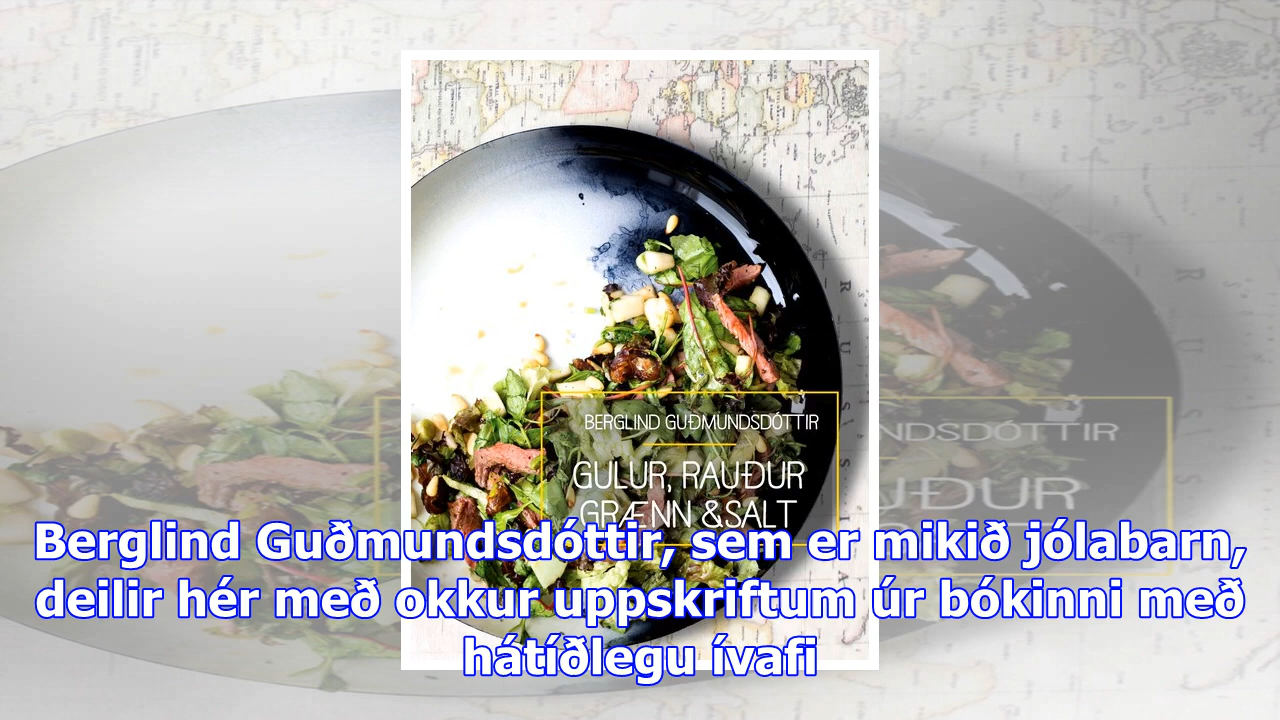 BERGLIND GUÐMUNDSDÓTTIR
GULUR, RAUÐUR
GRÆNN & SALT
Berglind Guðmundsdóttir, sem er mikið jólabarn,
deilir hér með okkur uppskriftum úr bókinni með
hátíðlegu ívafi